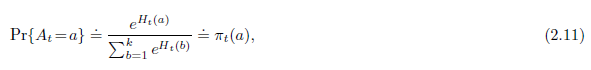 Pr{A_t = a} ≐ e^{H_t(a)} / ∑_{b=1}^{k} e^{H_t(b)} ≐ π_t(a), (2.11)